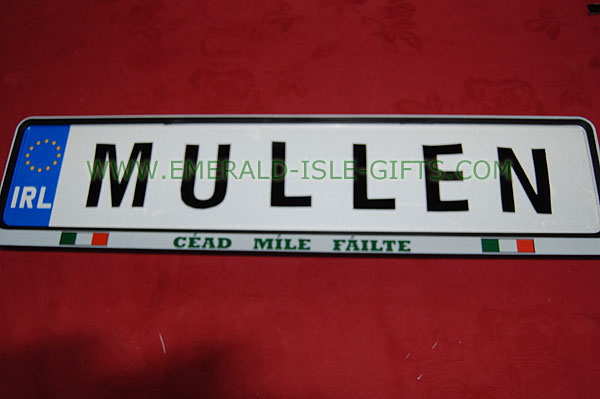 MULLEN
WWW.EMERALD-ISLE-GIFTS.COM
IRL
CÉAD MÍLE FÁILTE